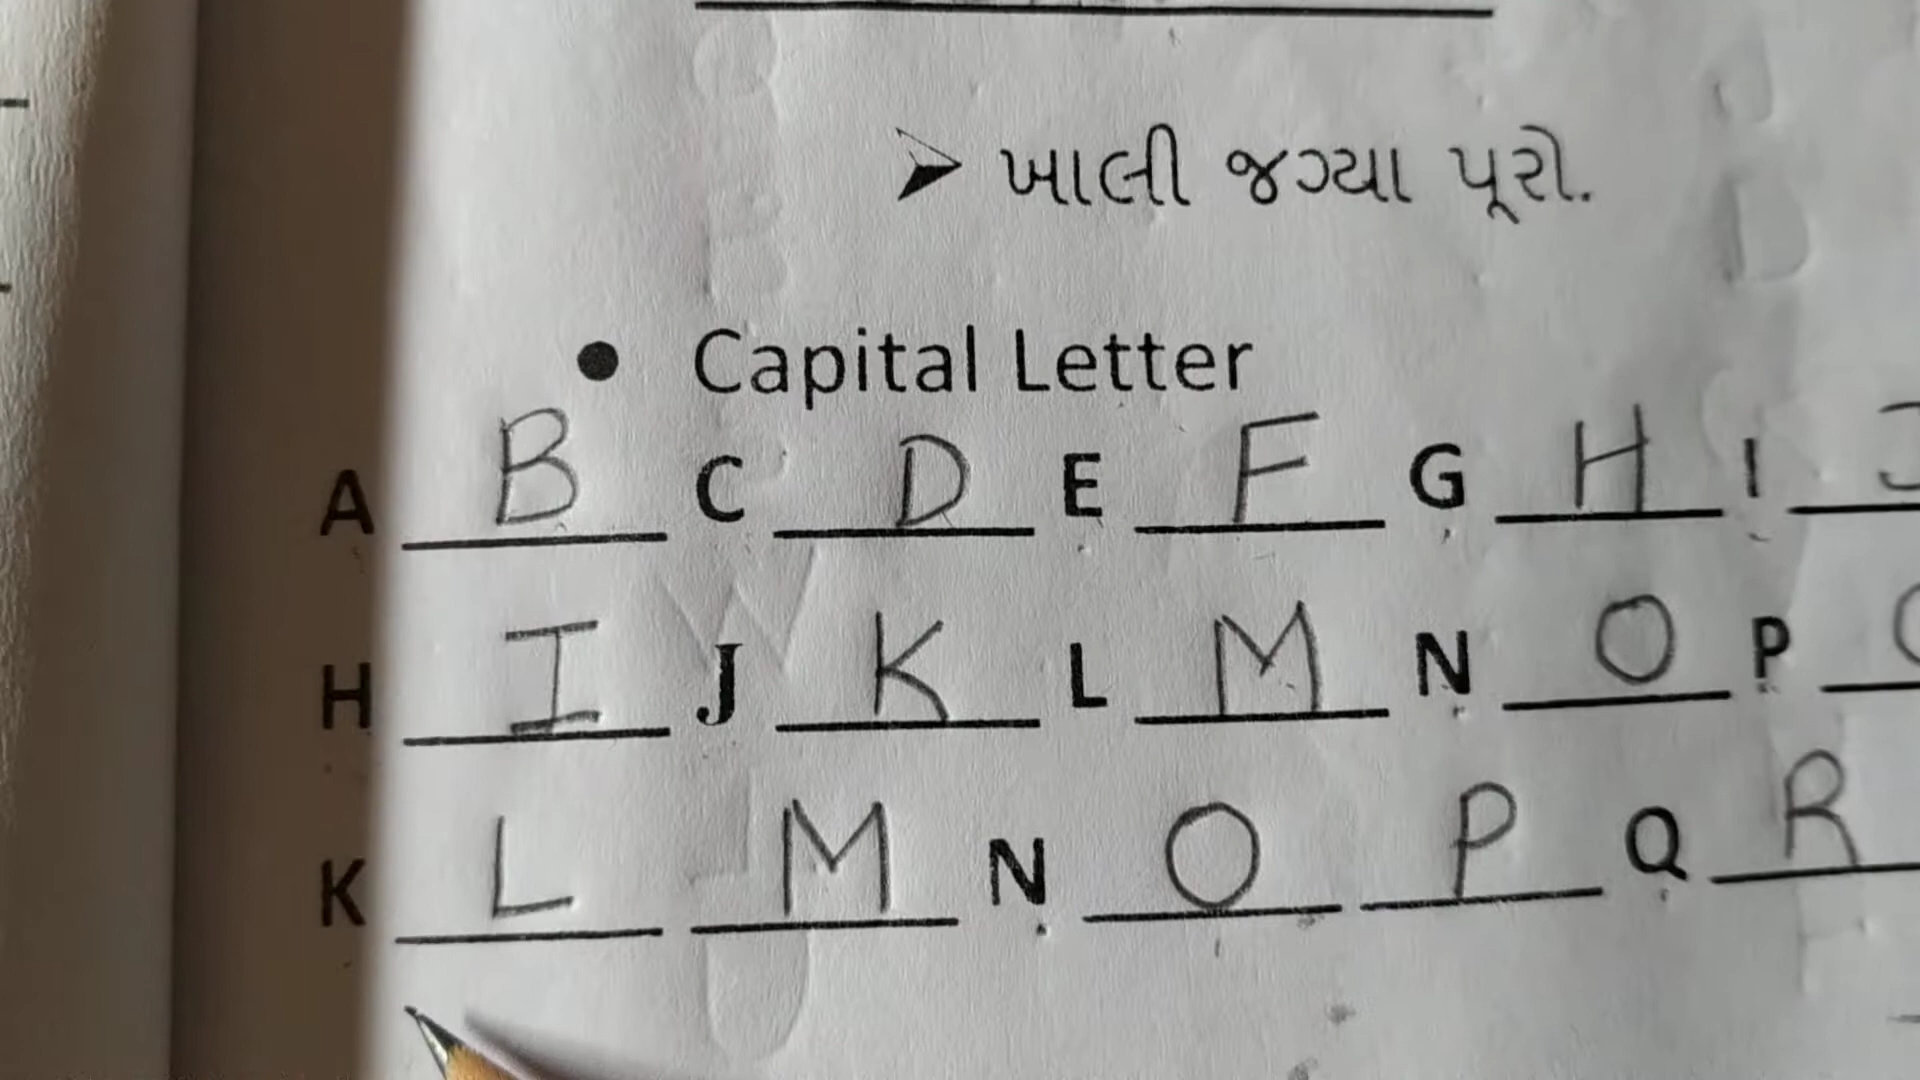 ➢ ખાલી જગ્યા પૂરો.
• Capital Letter
A B C D E F G H I J
H I J K L M N O P
K L M N O P Q R